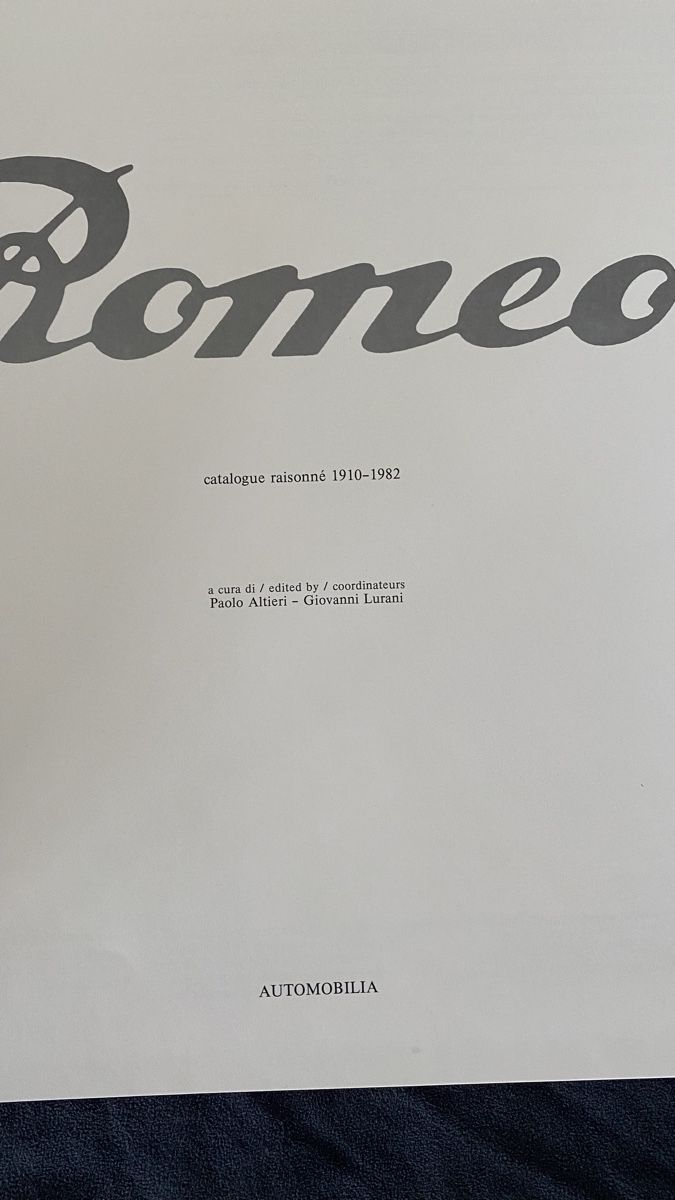 Romeo
catalogue raisonné 1910–1982
a cura di / edited by / coordinateurs
Paolo Altieri – Giovanni Lurani
AUTOMOBILIA